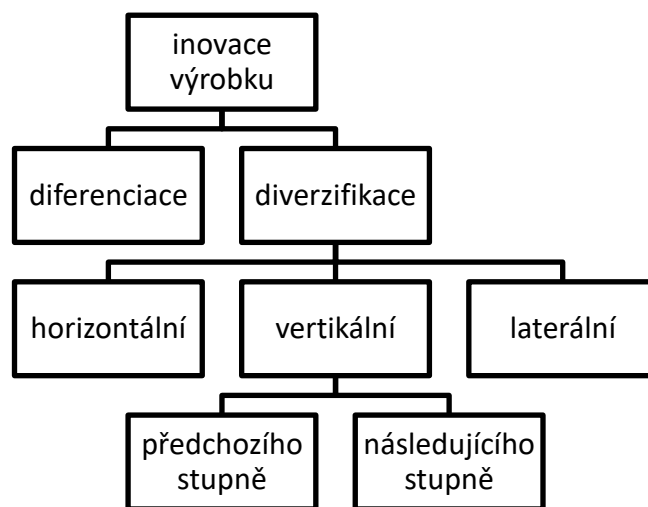 inovace
výrobku
diferenciace
diverzifikace
horizontální
vertikální
laterální
předchozího
stupně
následujícího
stupně